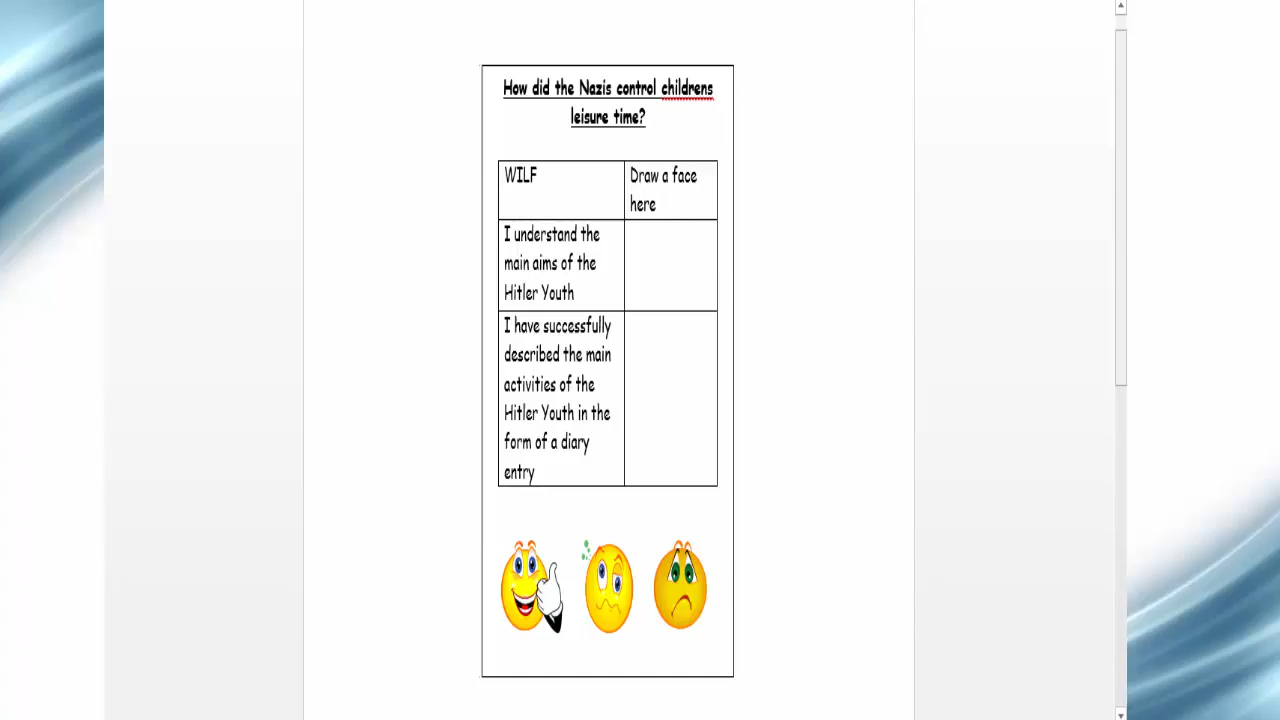 How did the Nazis control childrens
leisure time?
WILF
Draw a face
here
I understand the
main aims of the
Hitler Youth
I have successfully
described the main
activities of the
Hitler Youth in the
form of a diary
entry